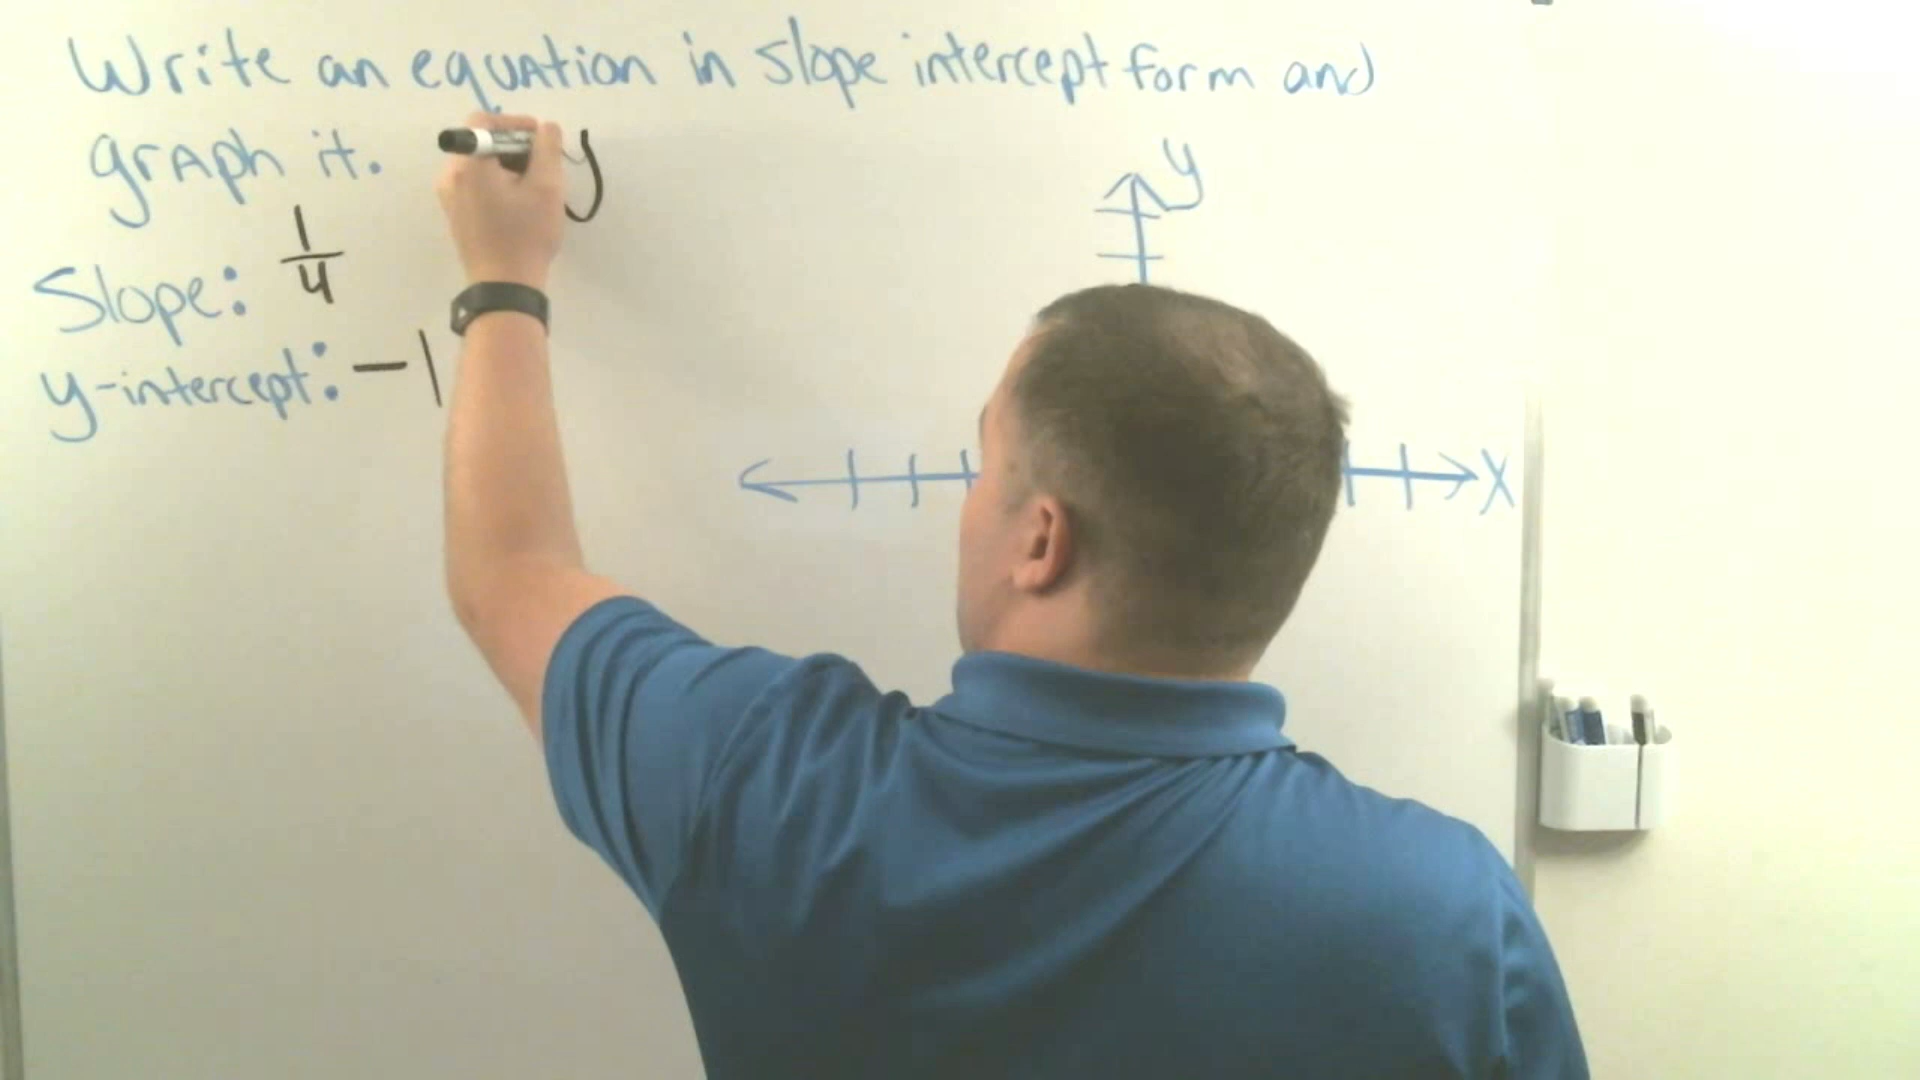 Write an equation in slope intercept form and
graph it.
y
Slope: 1/4
y-intercept: -1
y
x